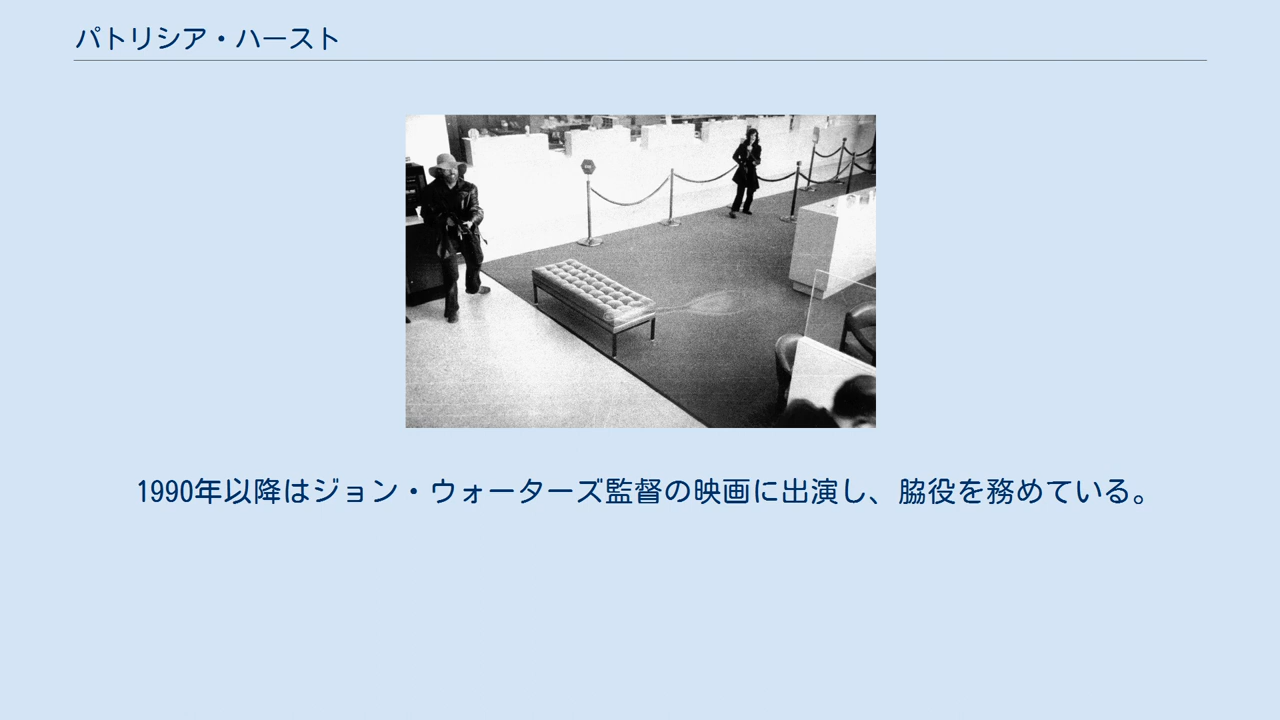 パトリシア・ハースト
1990年以降はジョン・ウォーターズ監督の映画に出演し、脇役を務めている。